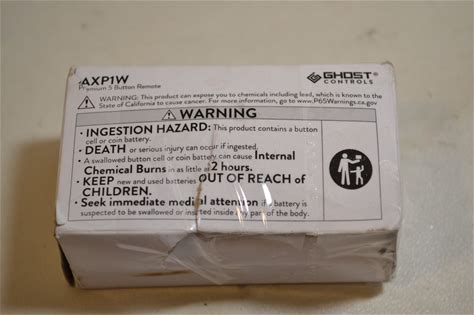 AXP1W
Premium 5 Button Remote
GHOST®
CONTROLS
⚠ WARNING: This product can expose you to chemicals including lead, which is known to the
State of California to cause cancer. For more information, go to www.P65Warnings.ca.gov
⚠ WARNING
• INGESTION HAZARD: This product contains a button
cell or coin battery.
• DEATH or serious injury can occur if ingested.
• A swallowed button cell or coin battery can cause Internal
Chemical Burns in as little as 2 hours.
• KEEP new and used batteries OUT OF REACH of
CHILDREN.
• Seek immediate medical attention if a battery is
suspected to be swallowed or inserted inside any part of the body.